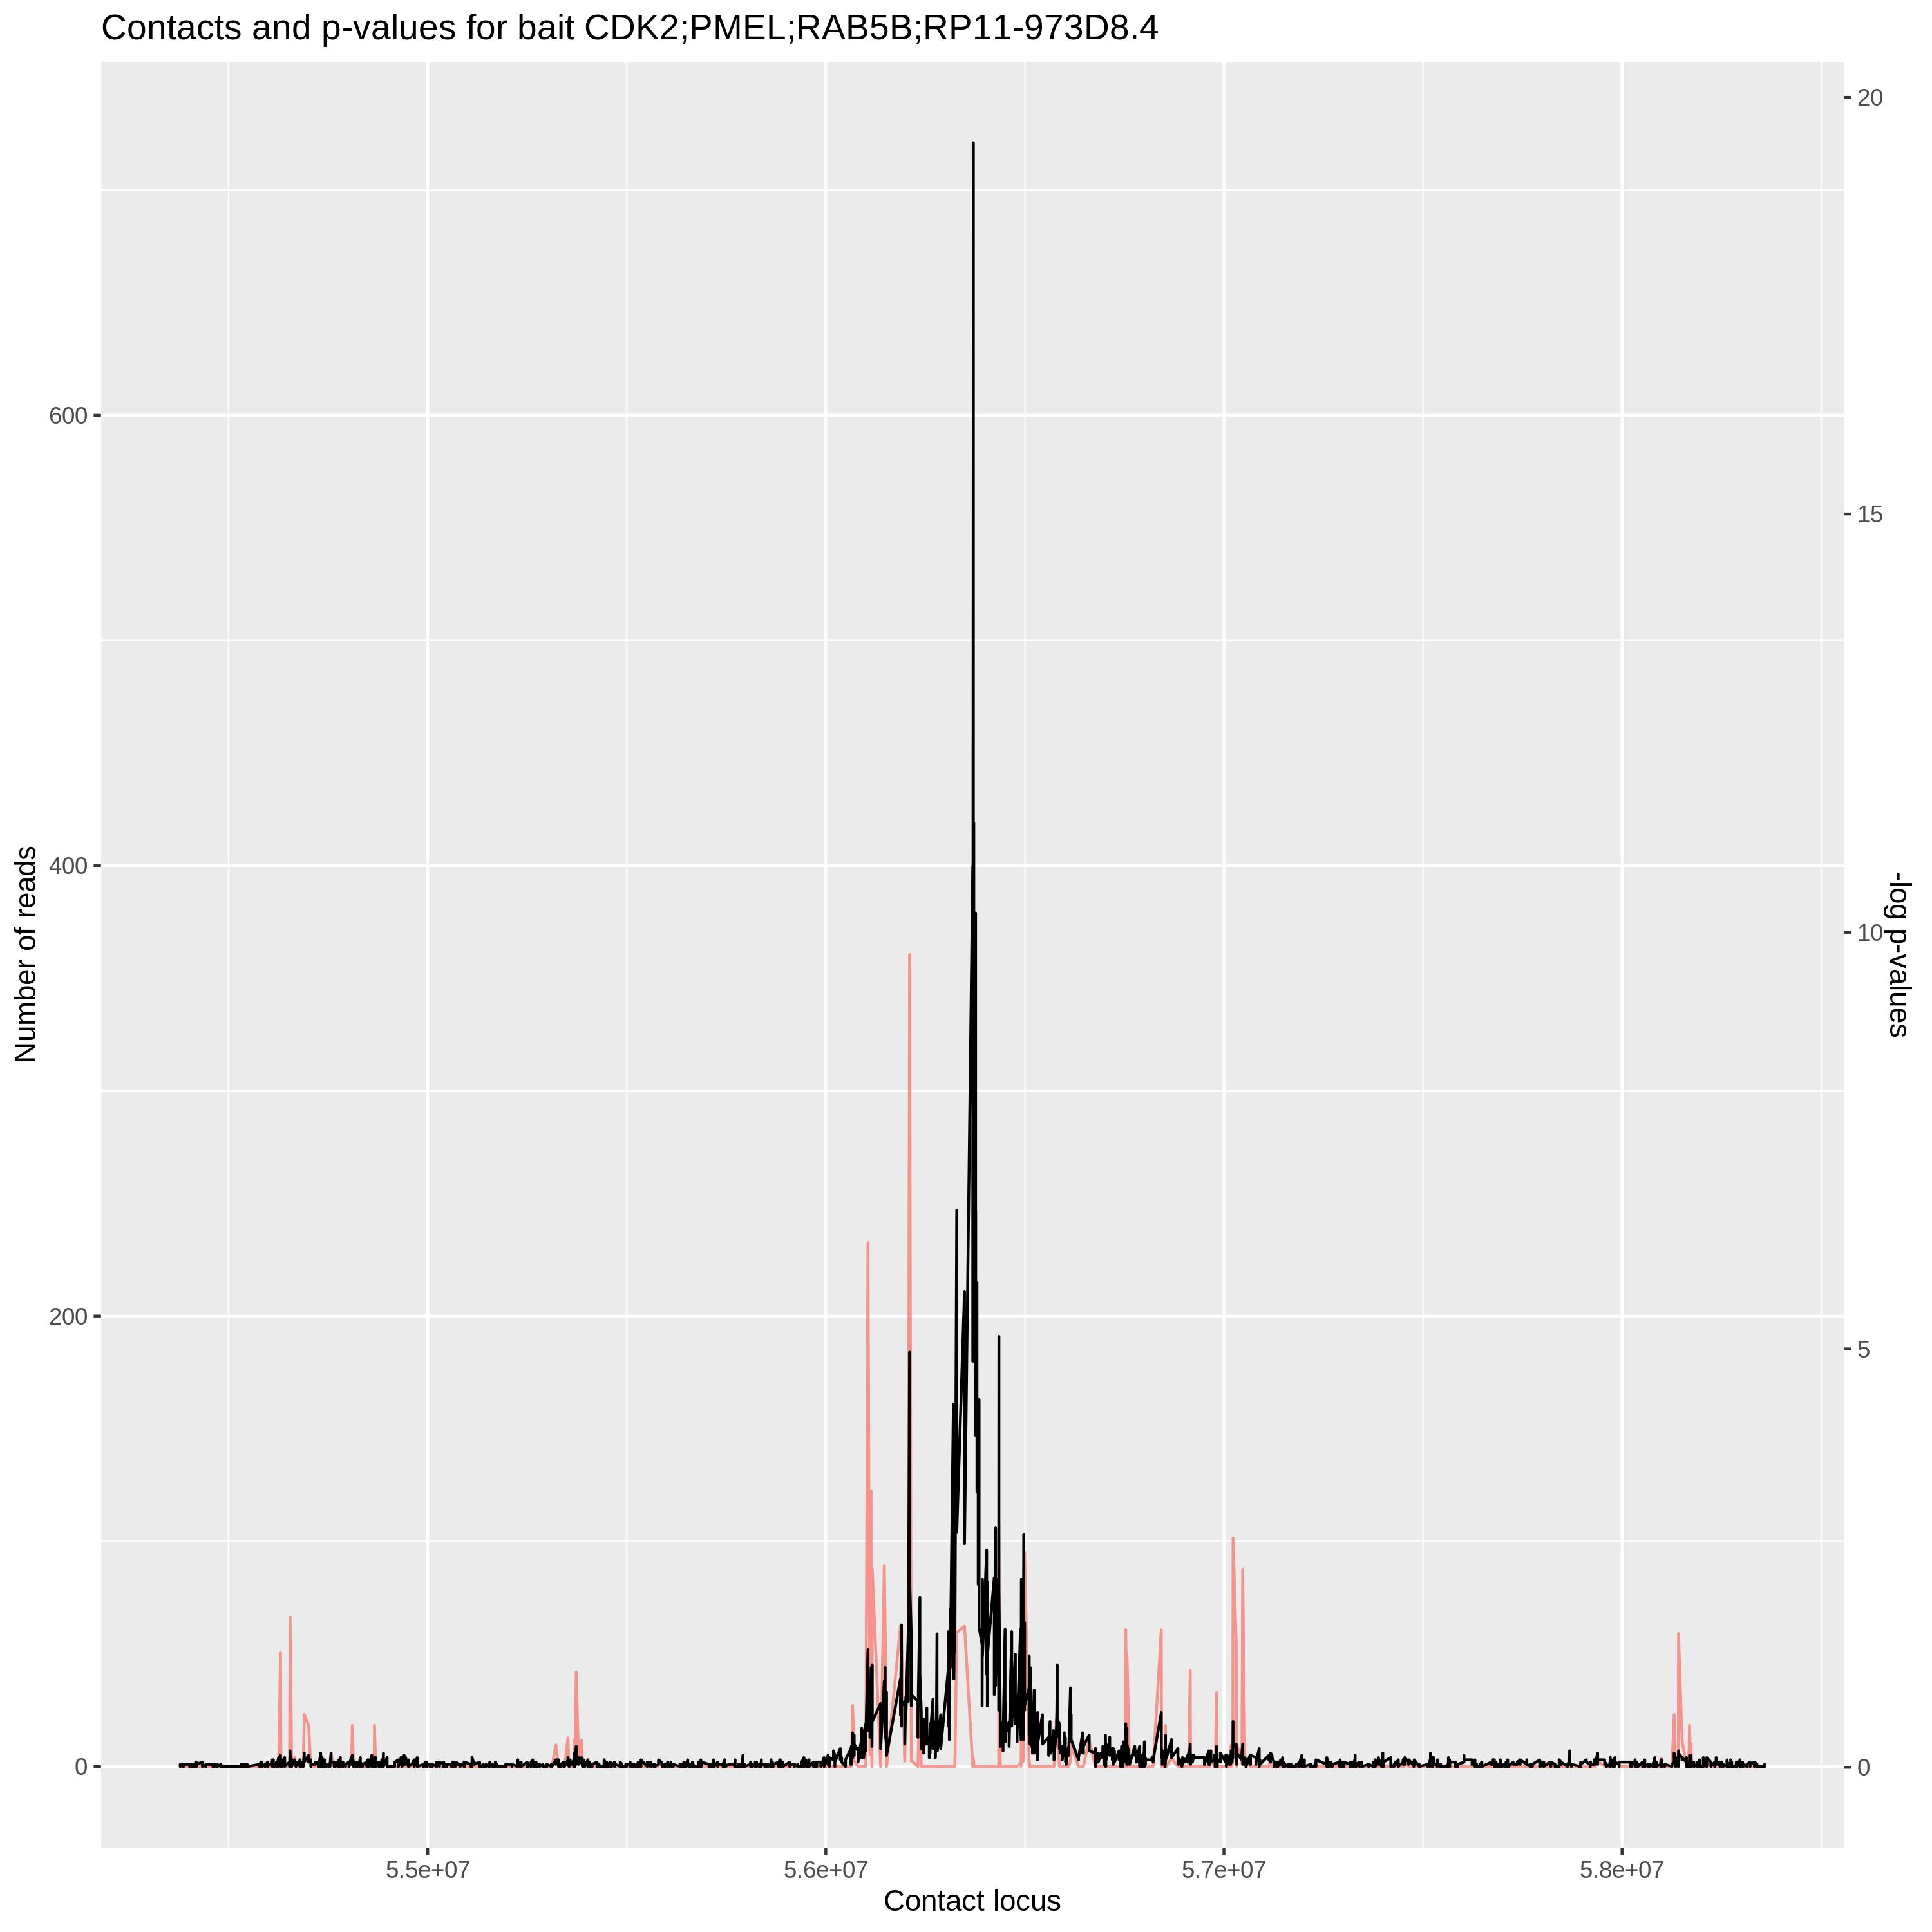 Contacts and p-values for bait CDK2;PMEL;RAB5B;RP11-973D8.4
20
15
10
5
0
-log p-values
600
400
200
0
Number of reads
5.5e+07
5.6e+07
5.7e+07
5.8e+07
Contact locus